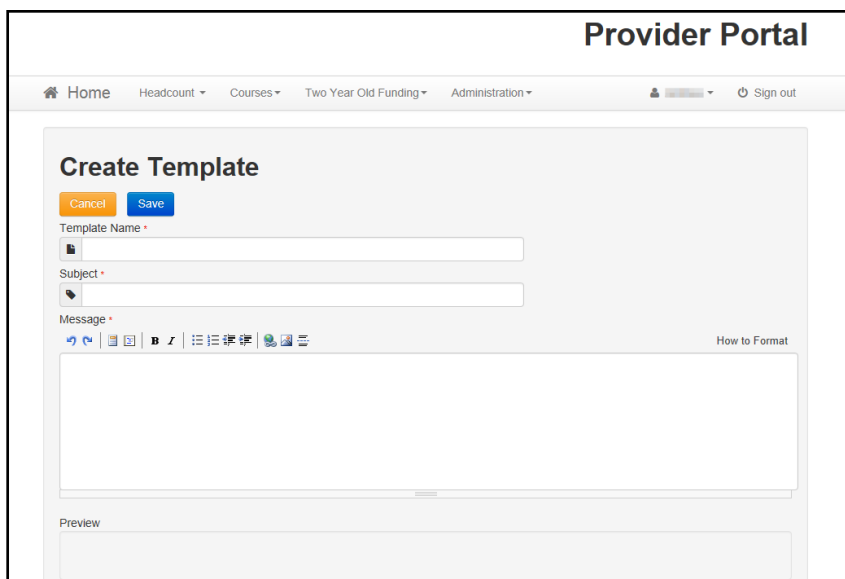 Provider Portal
Home Headcount Courses Two Year Old Funding Administration Sign out
Create Template
Cancel Save
Template Name *
Subject *
Message *
B I How to Format
Preview